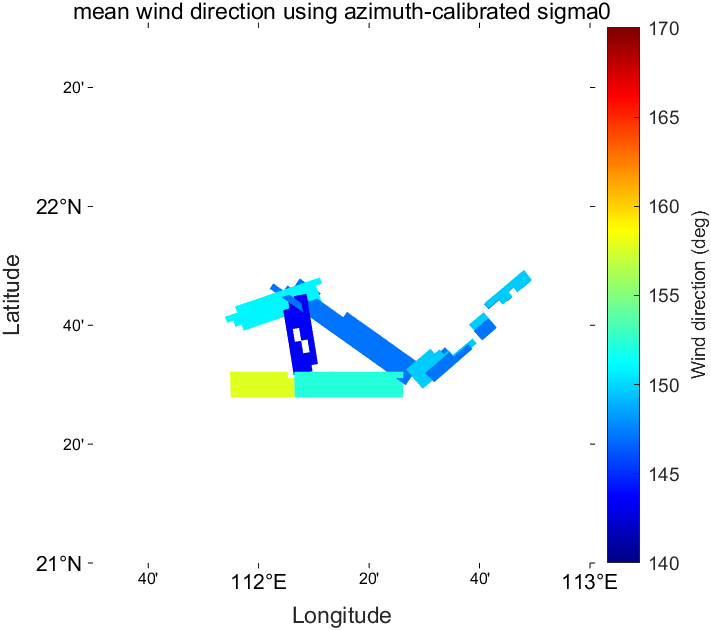 mean wind direction using azimuth-calibrated sigma0
170
165
160
155
150
145
140
Wind direction (deg)
20'
22°N
40'
20'
21°N
Latitude
40'
112°E
20'
40'
113°E
Longitude